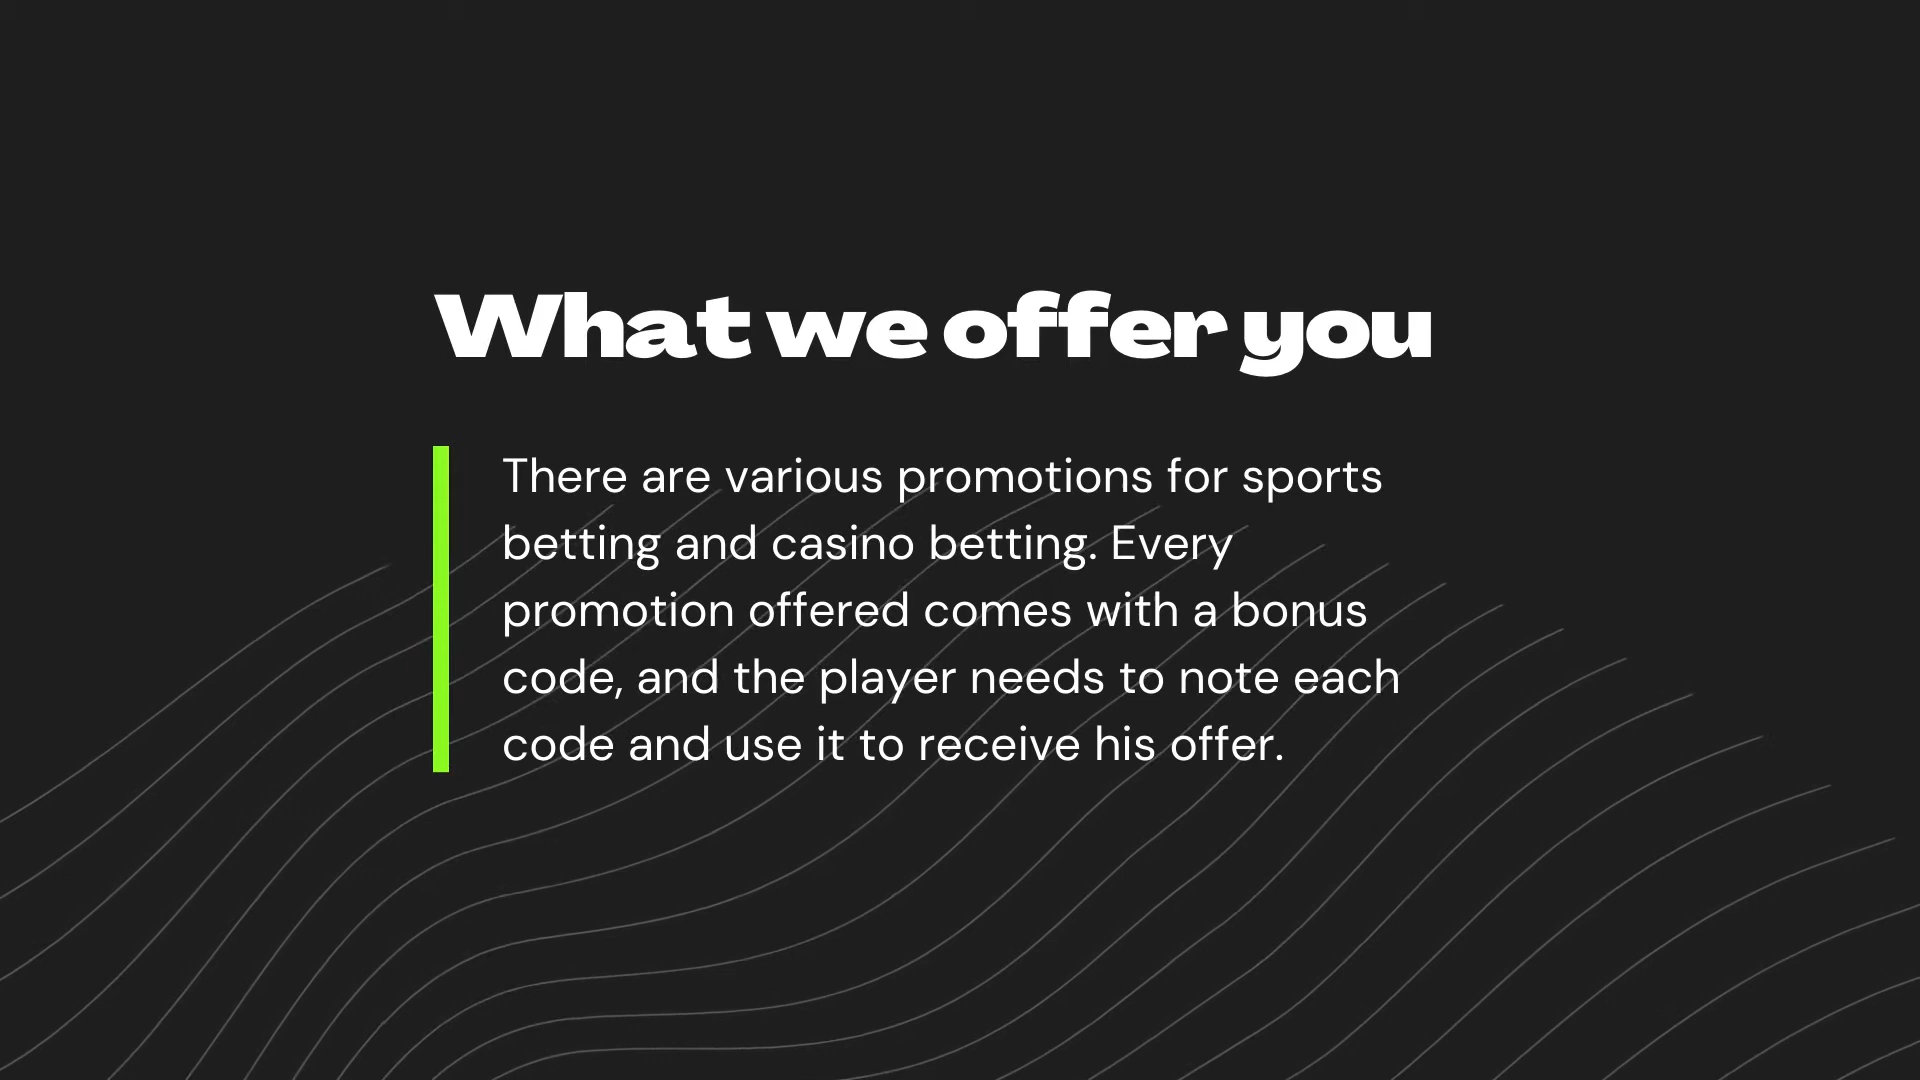 What we offer you
There are various promotions for sports
betting and casino betting. Every
promotion offered comes with a bonus
code, and the player needs to note each
code and use it to receive his offer.